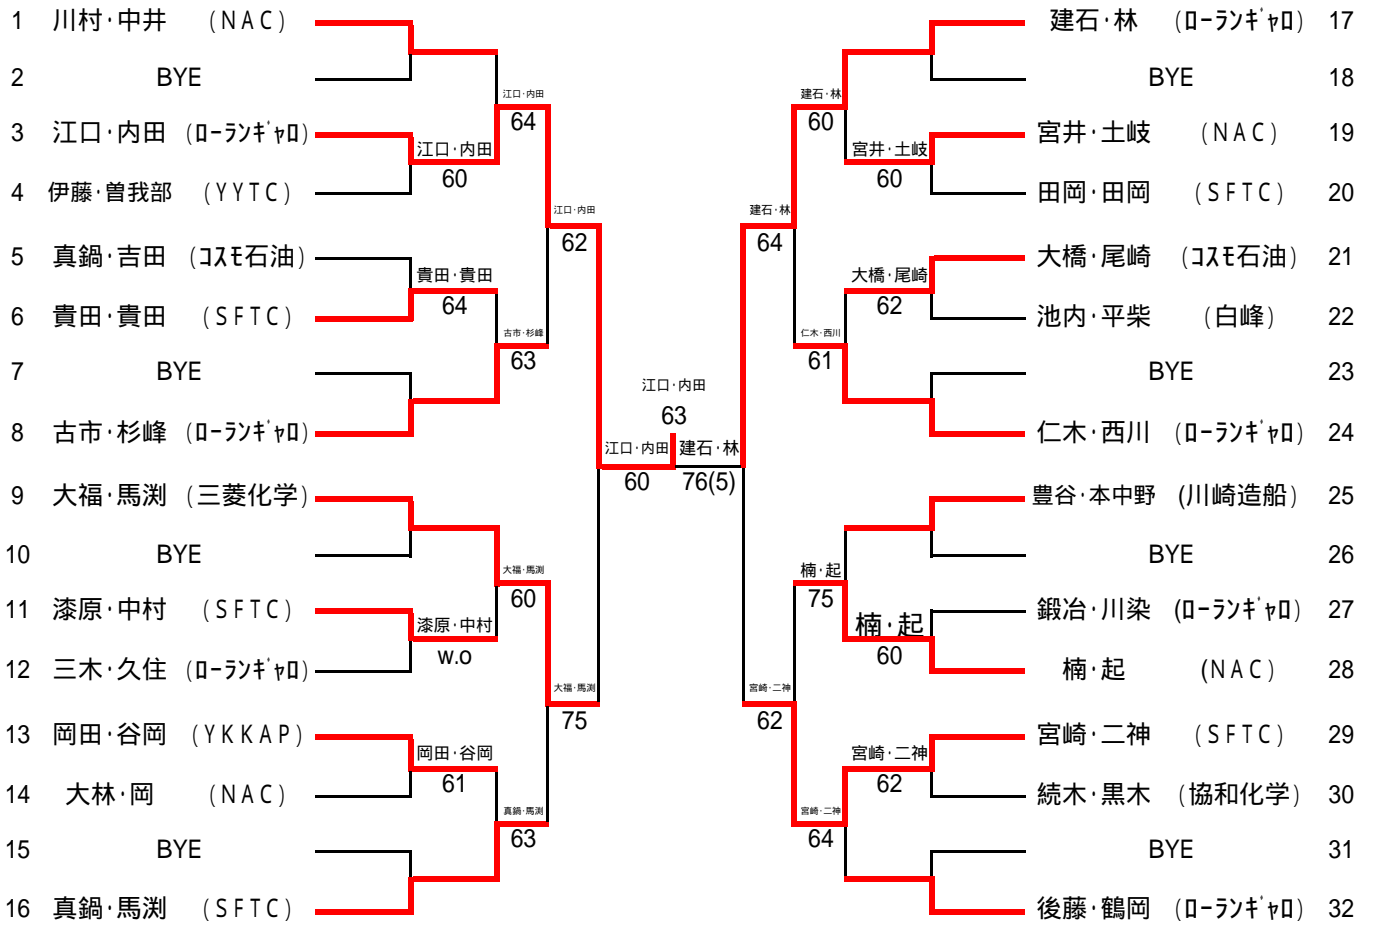 1 川村・中井 (NAC)
2 BYE
3 江口・内田 (ﾛｰﾗﾝｷﾞｬﾛ)
4 伊藤・曽我部 (YYTC)
5 真鍋・吉田 (ｺｽﾓ石油)
6 貴田・貴田 (SFTC)
7 BYE
8 古市・杉峰 (ﾛｰﾗﾝｷﾞｬﾛ)
9 大福・馬渕 (三菱化学)
10 BYE
11 漆原・中村 (SFTC)
12 三木・久住 (ﾛｰﾗﾝｷﾞｬﾛ)
13 岡田・谷岡 (YKKAP)
14 大林・岡 (NAC)
15 BYE
16 真鍋・馬渕 (SFTC)
江口・内田
60
貴田・貴田
64
漆原・中村
w.o
岡田・谷岡
61
江口・内田
64
古市・杉峰
63
大福・馬渕
60
真鍋・馬渕
63
江口・内田
62
大福・馬渕
75
江口・内田
60
江口・内田
63
建石・林
76(5)
建石・林
64
宮崎・二神
62
建石・林
60
仁木・西川
61
楠・起
75
宮崎・二神
64
宮井・土岐
60
大橋・尾崎
62
楠・起
60
宮崎・二神
62
建石・林 (ﾛｰﾗﾝｷﾞｬﾛ) 17
BYE 18
宮井・土岐 (NAC) 19
田岡・田岡 (SFTC) 20
大橋・尾崎 (ｺｽﾓ石油) 21
池内・平柴 (白峰) 22
BYE 23
仁木・西川 (ﾛｰﾗﾝｷﾞｬﾛ) 24
豊谷・本中野 (川崎造船) 25
BYE 26
鍛冶・川染 (ﾛｰﾗﾝｷﾞｬﾛ) 27
楠・起 (NAC) 28
宮崎・二神 (SFTC) 29
続木・黒木 (協和化学) 30
BYE 31
後藤・鶴岡 (ﾛｰﾗﾝｷﾞｬﾛ) 32